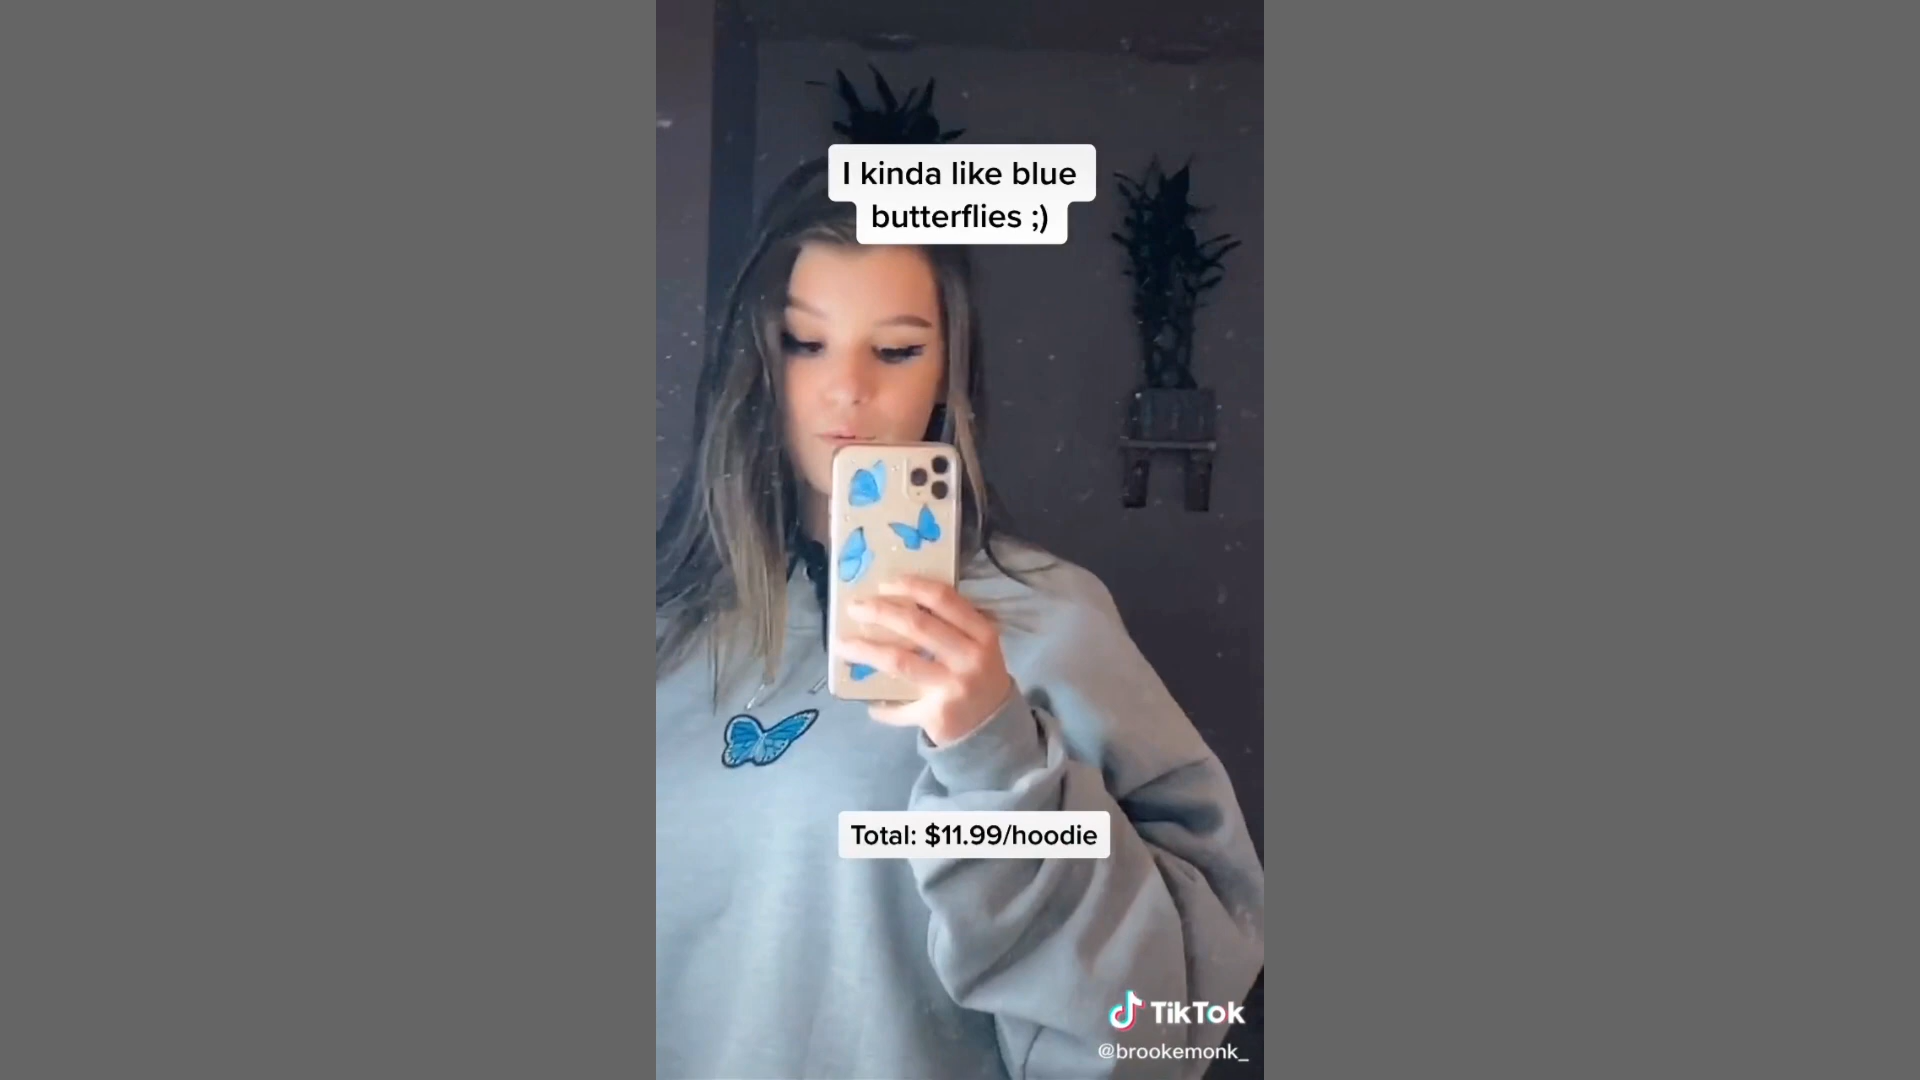 I kinda like blue
butterflies ;)
Total: $11.99/hoodie
TikTok
@brookemonk_